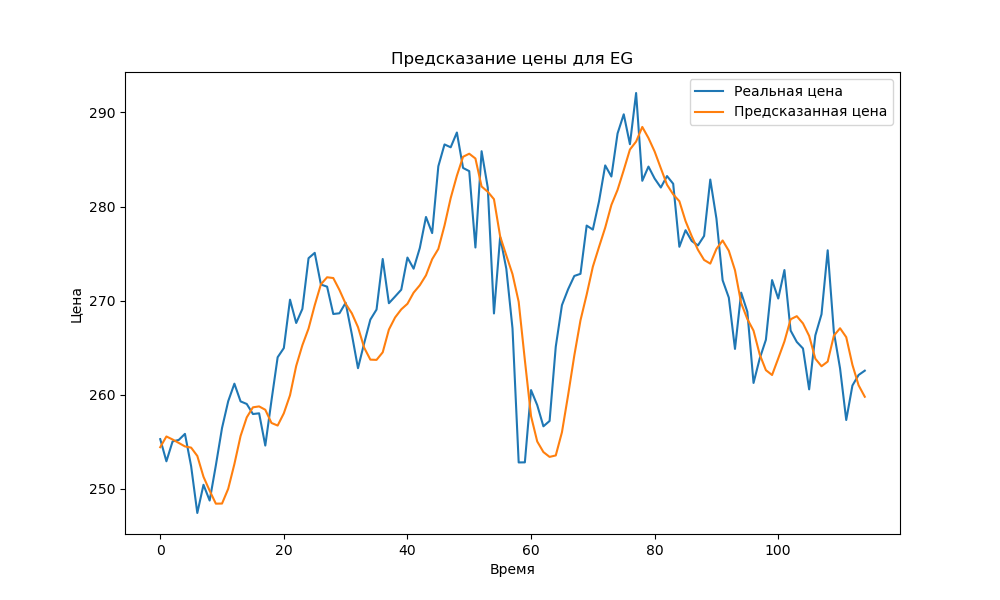 Предсказание цены для EG
Реальная цена
Предсказанная цена
Цена
290
280
270
260
250
0 20 40 60 80 100
Время